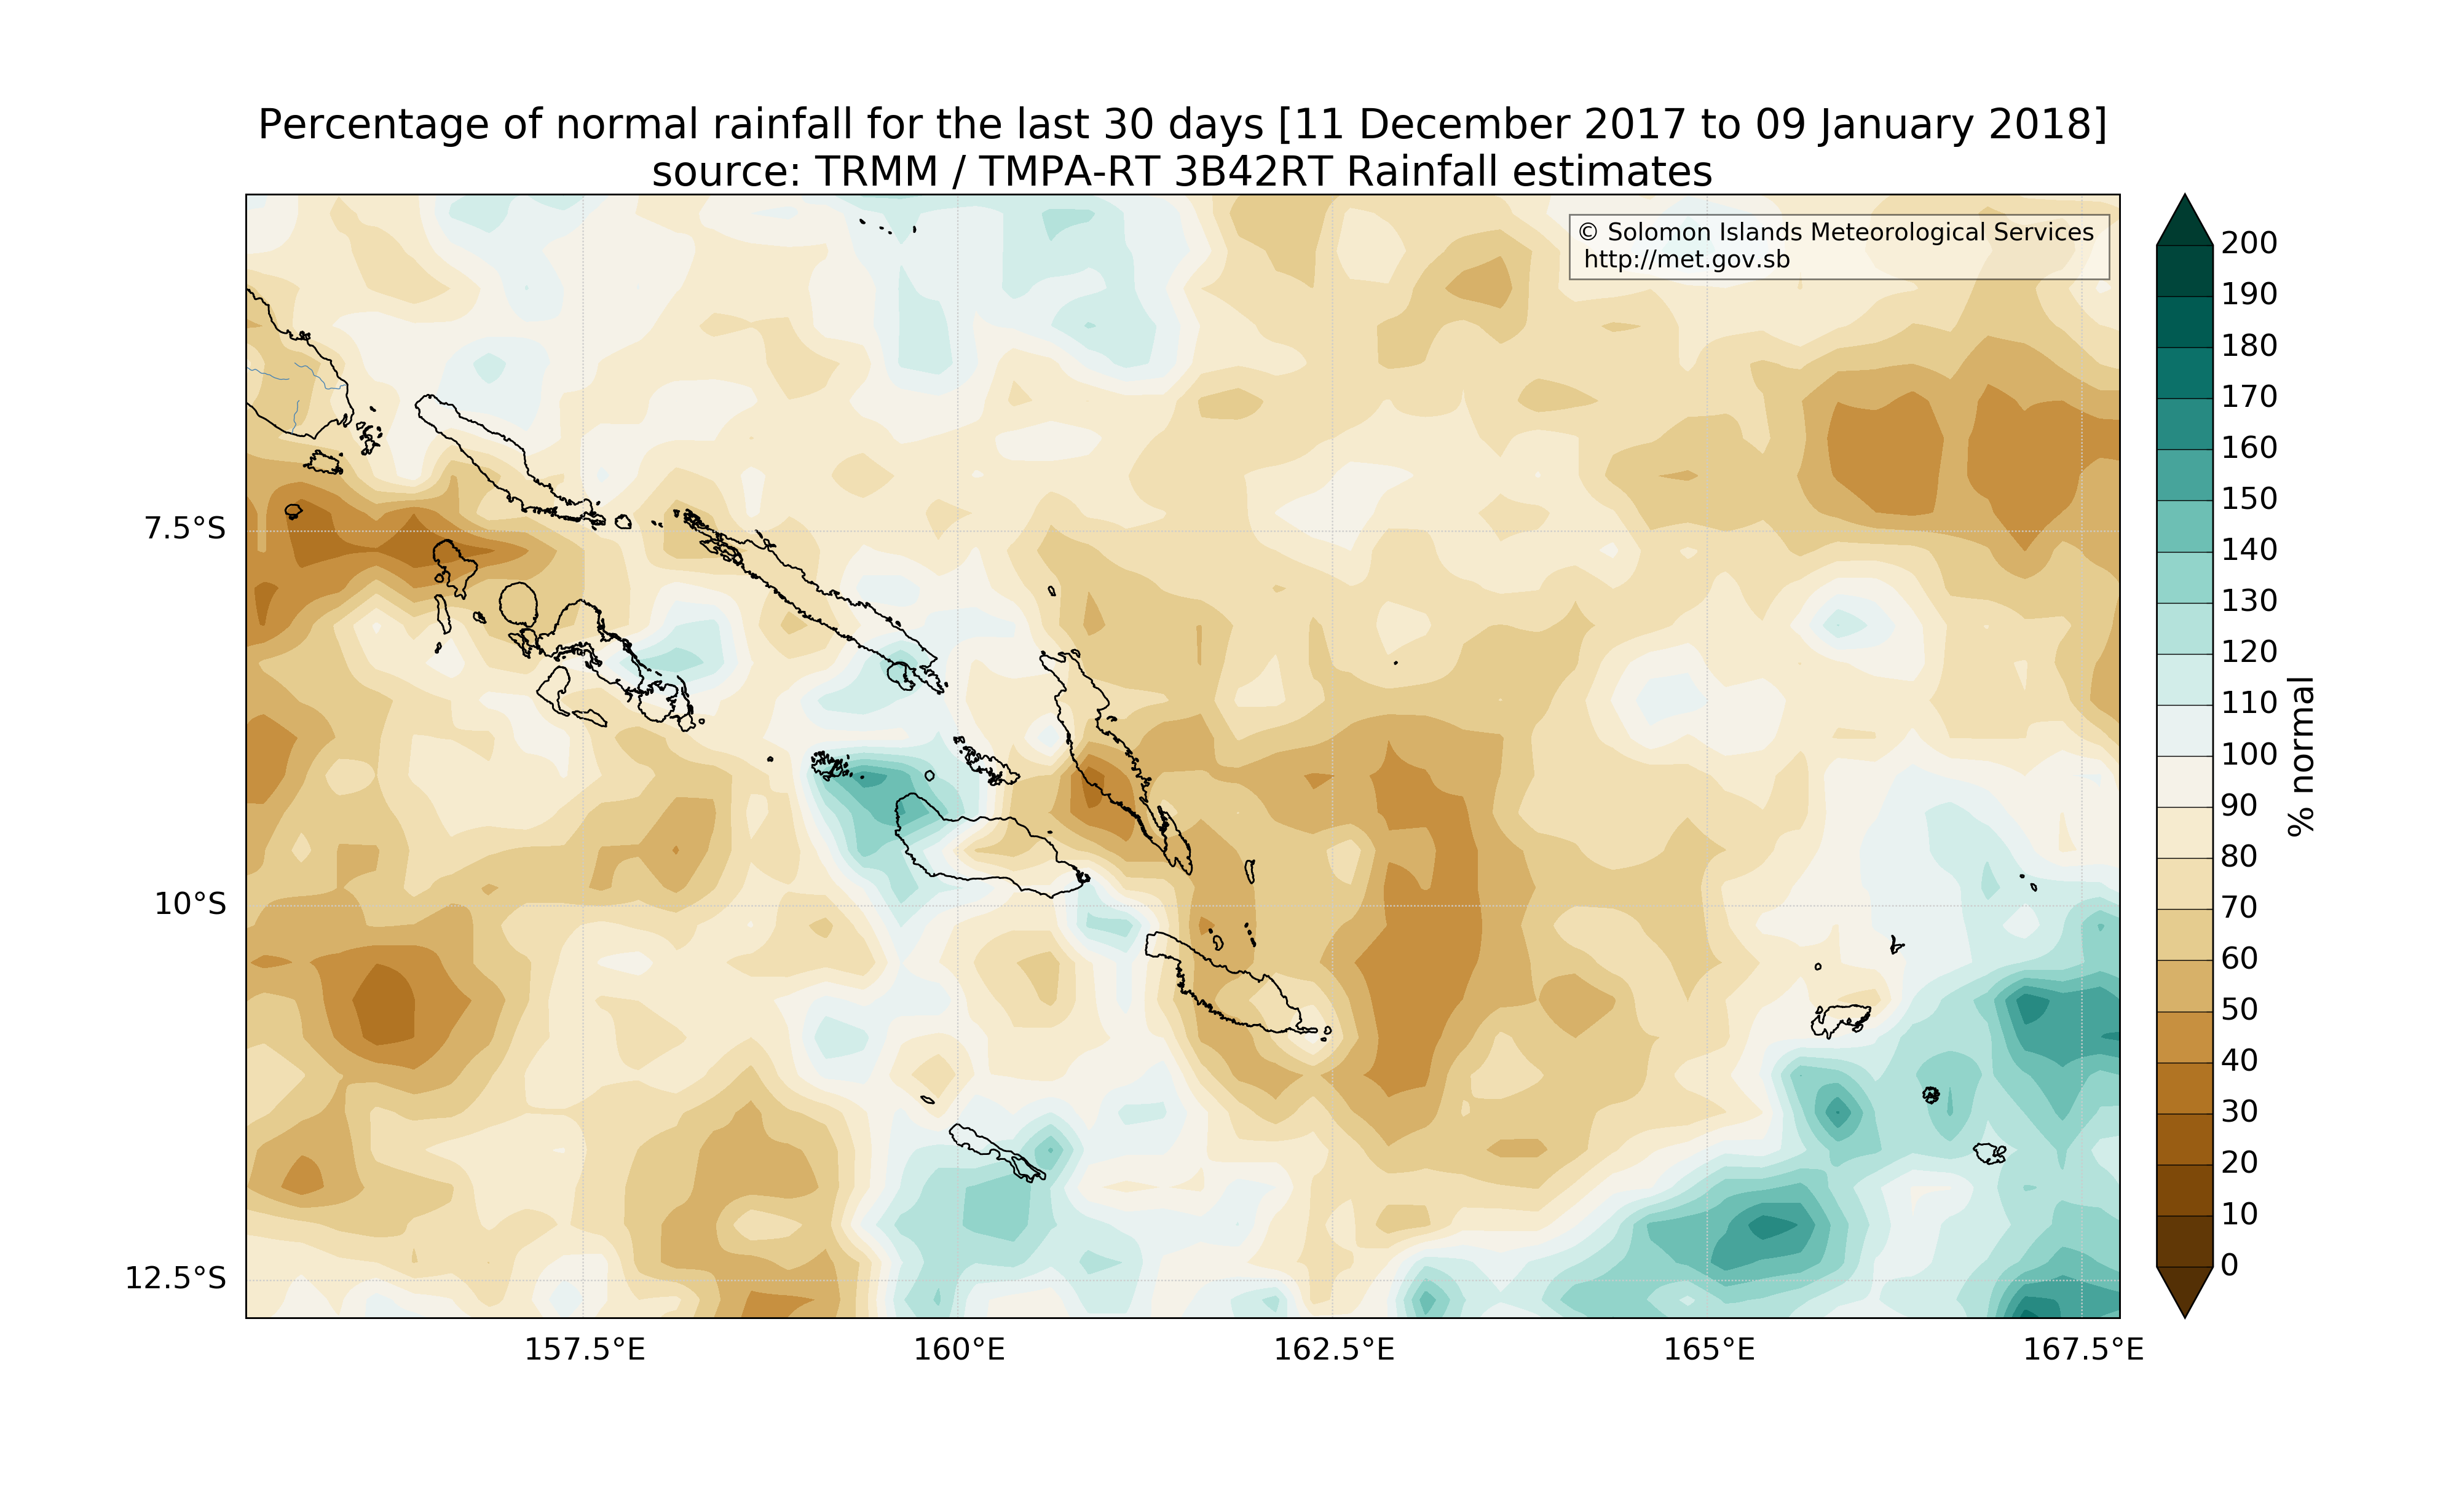 Percentage of normal rainfall for the last 30 days [11 December 2017 to 09 January 2018]
source: TRMM / TMPA-RT 3B42RT Rainfall estimates
© Solomon Islands Meteorological Services
http://met.gov.sb
7.5°S
10°S
12.5°S
157.5°E
160°E
162.5°E
165°E
167.5°E
200
190
180
170
160
150
140
130
120
110
100
90
80
70
60
50
40
30
20
10
0
% normal